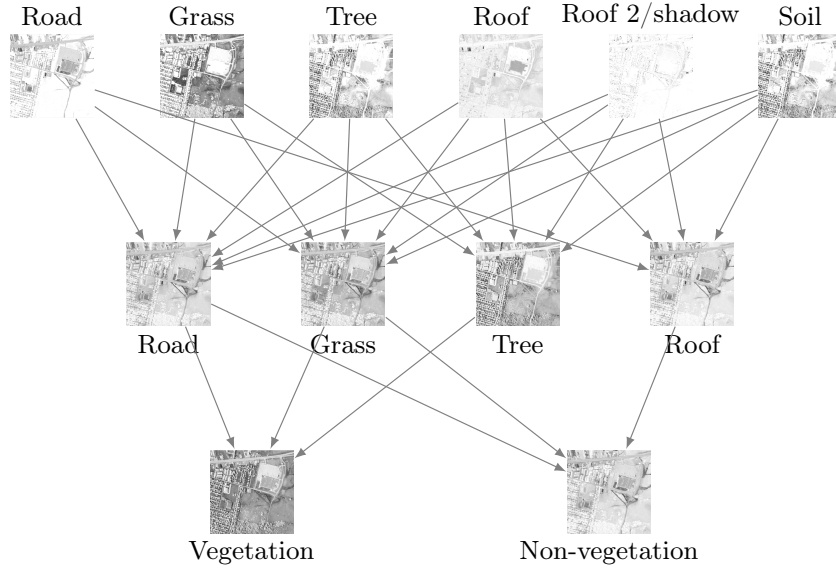 Road
Grass
Tree
Roof
Roof 2/shadow
Soil
Road
Grass
Tree
Roof
Vegetation
Non-vegetation